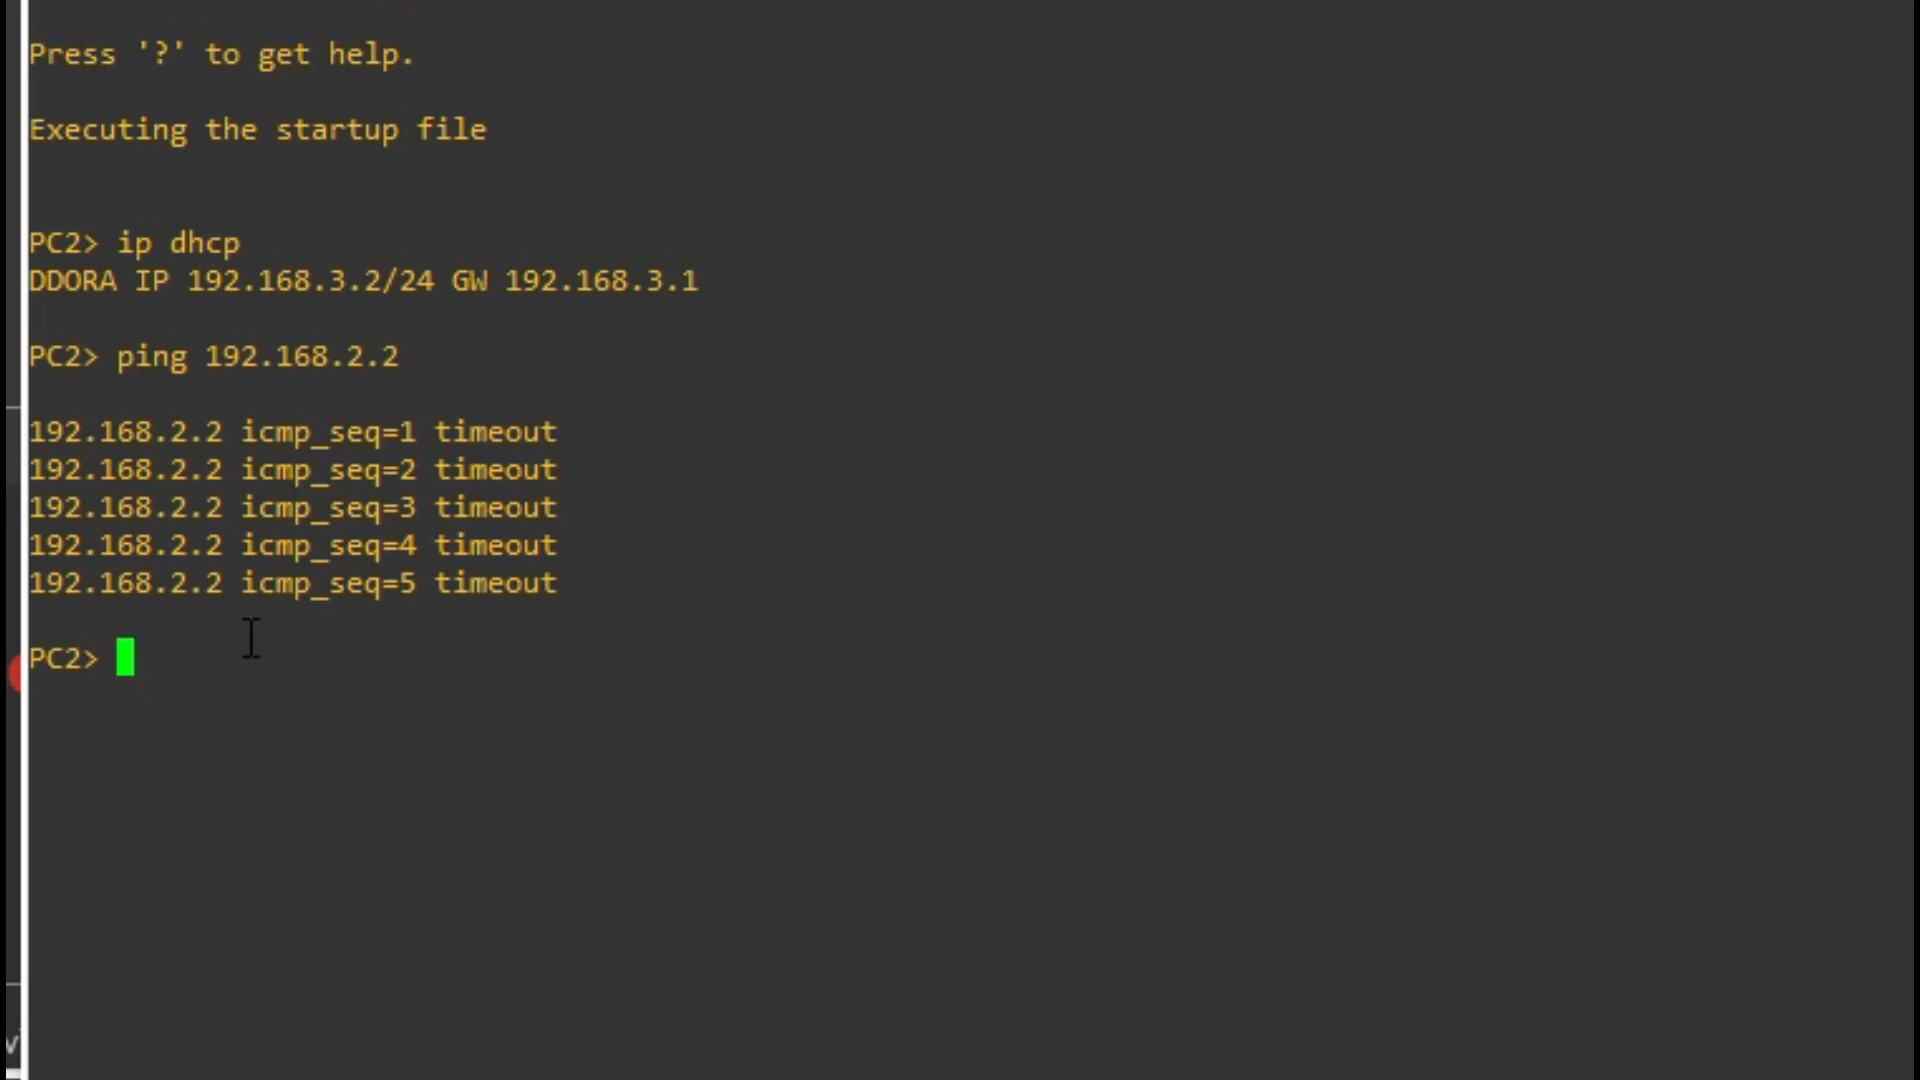 Press '?' to get help.
Executing the startup file
PC2> ip dhcp
DDORA IP 192.168.3.2/24 GW 192.168.3.1
PC2> ping 192.168.2.2
192.168.2.2 icmp_seq=1 timeout
192.168.2.2 icmp_seq=2 timeout
192.168.2.2 icmp_seq=3 timeout
192.168.2.2 icmp_seq=4 timeout
192.168.2.2 icmp_seq=5 timeout
PC2>